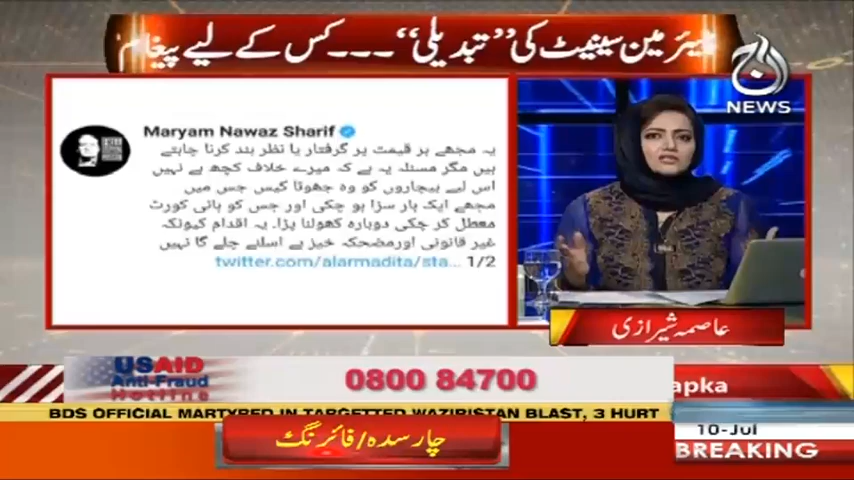 چیئرمین سینیٹ کی "تبدیلی"۔۔۔کس کے لیے پیغام
آج
NEWS
Maryam Nawaz Sharif
یہ مجھے ہر قیمت پر گرفتار یا نظر بند کرنا چاہتے
ہیں مگر مسئلہ یہ ہے کہ میرے خلاف کچھ ہے نہیں
اس لیے بیچاروں کو وہ جھوٹا کیس جس میں
مجھے ایک بار سزا ہو چکی اور جس کو ہائی کورٹ
معطل کر چکی دوبارہ کھولنا پڑا۔ یہ اقدام کیونکہ
غیر قانونی اورمضحکہ خیز ہے اسلئے چلے گا نہیں
twitter.com/alarmadita/sta... 1/2
عاصمہ شیرازی
USAID
Anti-Fraud
Hotline
0800 84700
apka
BDS OFFICIAL MARTYRED IN TARGETTED WAZIRISTAN BLAST, 3 HURT
10-Jul
چارسدہ/فائرنگ
BREAKING